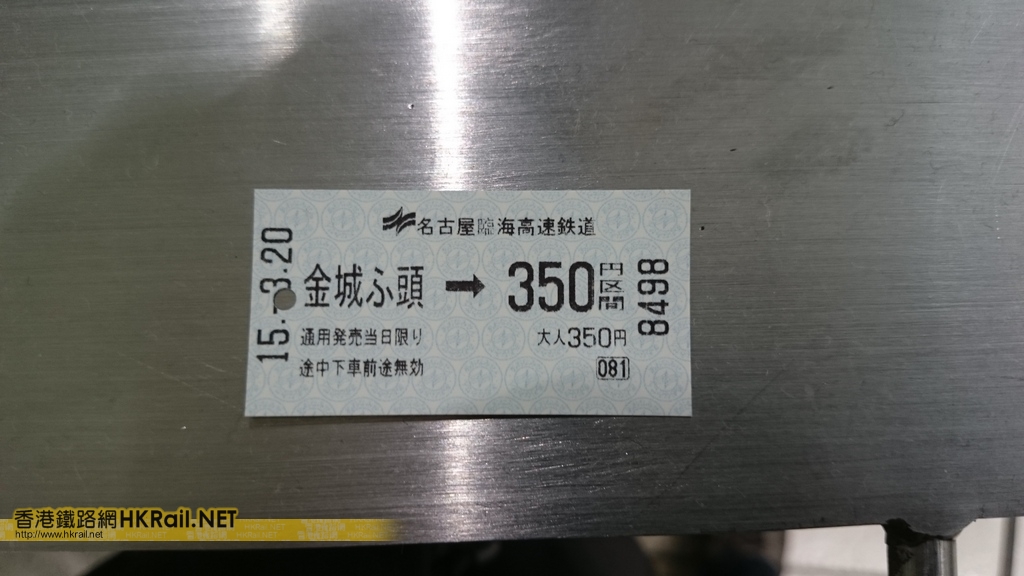 名古屋臨海高速鉄道
15.-3.20
金城ふ頭 → 350円区間
8498
通用発売当日限り
大人350円
途中下車前途無効
081
香港鐵路網HKRail.NET
http://www.hkrail.net